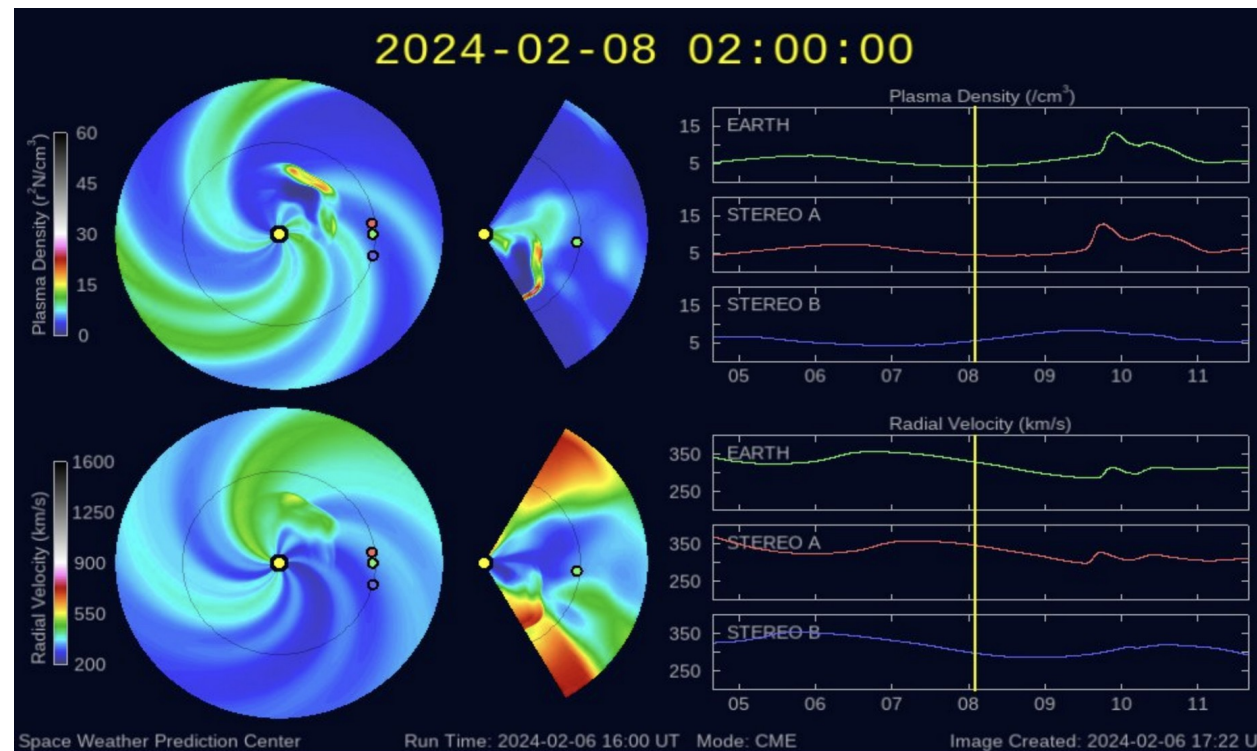 2024-02-08 02:00:00
Plasma Density (r²N/cm³)
60
45
30
15
0
Plasma Density (/cm³)
EARTH
15
5
STEREO A
15
5
STEREO B
15
5
05 06 07 08 09 10 11
Radial Velocity (km/s)
1600
1250
900
550
200
Radial Velocity (km/s)
EARTH
350
250
STEREO A
350
250
STEREO B
350
250
05 06 07 08 09 10 11
Space Weather Prediction Center Run Time: 2024-02-06 16:00 UT Mode: CME Image Created: 2024-02-06 17:22 U